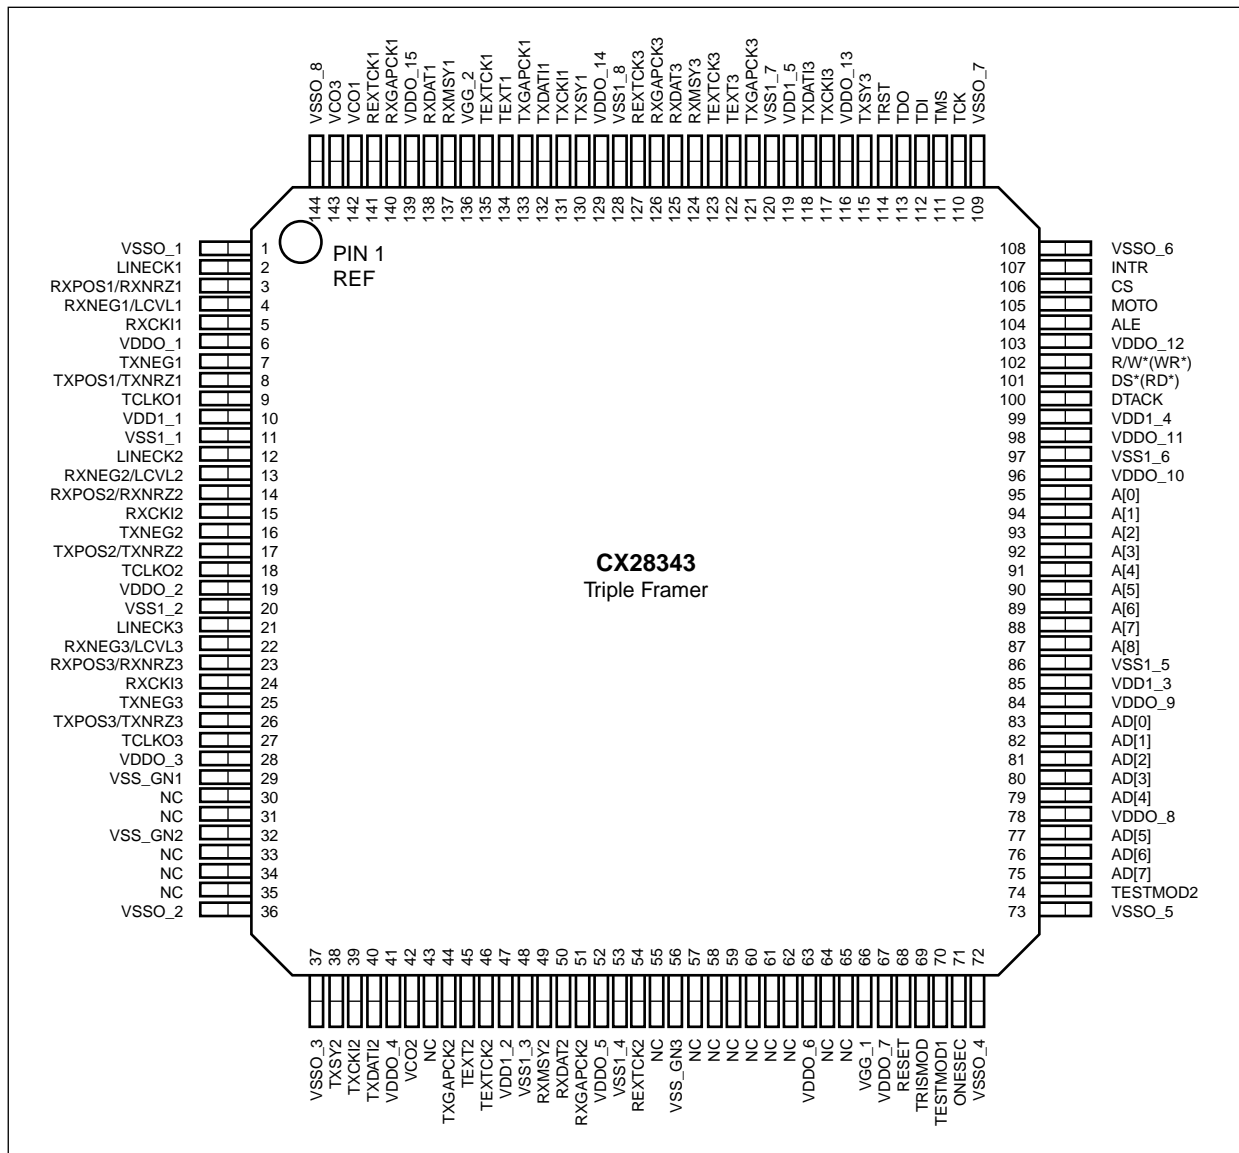 VSSO_8
VCO3
VCO1
REXTCK1
RXGAPCK1
VDDO_15
RXDAT1
RXMSY1
VGG_2
TEXTCK1
TEXT1
TXGAPCK1
TXDATI1
TXCKI1
TXSY1
VDDO_14
VSS1_8
REXTCK3
RXGAPCK3
RXDAT3
RXMSY3
TEXTCK3
TEXT3
TXGAPCK3
VSS1_7
VDD1_5
TXDATI3
TXCKI3
VDDO_13
TXSY3
TRST
TDO
TDI
TMS
TCK
VSSO_7
144
143
142
141
140
139
138
137
136
135
134
133
132
131
130
129
128
127
126
125
124
123
122
121
120
119
118
117
116
115
114
113
112
111
110
109
PIN 1
REF
VSSO_1 1
LINECK1 2
RXPOS1/RXNRZ1 3
RXNEG1/LCVL1 4
RXCKI1 5
VDDO_1 6
TXNEG1 7
TXPOS1/TXNRZ1 8
TCLKO1 9
VDD1_1 10
VSS1_1 11
LINECK2 12
RXNEG2/LCVL2 13
RXPOS2/RXNRZ2 14
RXCKI2 15
TXNEG2 16
TXPOS2/TXNRZ2 17
TCLKO2 18
VDDO_2 19
VSS1_2 20
LINECK3 21
RXNEG3/LCVL3 22
RXPOS3/RXNRZ3 23
RXCKI3 24
TXNEG3 25
TXPOS3/TXNRZ3 26
TCLKO3 27
VDDO_3 28
VSS_GN1 29
NC 30
NC 31
VSS_GN2 32
NC 33
NC 34
NC 35
VSSO_2 36
CX28343
Triple Framer
108 VSSO_6
107 INTR
106 CS
105 MOTO
104 ALE
103 VDDO_12
102 R/W*(WR*)
101 DS*(RD*)
100 DTACK
99 VDD1_4
98 VDDO_11
97 VSS1_6
96 VDDO_10
95 A[0]
94 A[1]
93 A[2]
92 A[3]
91 A[4]
90 A[5]
89 A[6]
88 A[7]
87 A[8]
86 VSS1_5
85 VDD1_3
84 VDDO_9
83 AD[0]
82 AD[1]
81 AD[2]
80 AD[3]
79 AD[4]
78 VDDO_8
77 AD[5]
76 AD[6]
75 AD[7]
74 TESTMOD2
73 VSSO_5
37
38
39
40
41
42
43
44
45
46
47
48
49
50
51
52
53
54
55
56
57
58
59
60
61
62
63
64
65
66
67
68
69
70
71
72
VSSO_3
TXSY2
TXCKI2
TXDATI2
VDDO_4
VCO2
NC
TXGAPCK2
TEXT2
TEXTCK2
VDD1_2
VSS1_3
RXMSY2
RXDAT2
RXGAPCK2
VDDO_5
VSS1_4
REXTCK2
NC
VSS_GN3
NC
NC
NC
NC
NC
NC
VDDO_6
NC
NC
VGG_1
VDDO_7
RESET
TRISMOD
TESTMOD1
ONESEC
VSSO_4